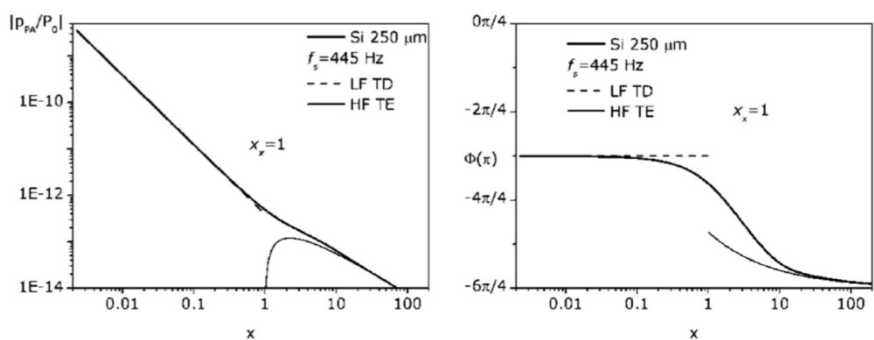 |p_PA/P_0|
1E-10
1E-12
1E-14
0.01
0.1
1
10
100
x
Si 250 μm
f_s=445 Hz
LF TD
HF TE
x_x=1
0π/4
-2π/4
Φ(π)
-4π/4
-6π/4
0.01
0.1
1
10
100
x
Si 250 μm
f_s=445 Hz
LF TD
HF TE
x_x=1